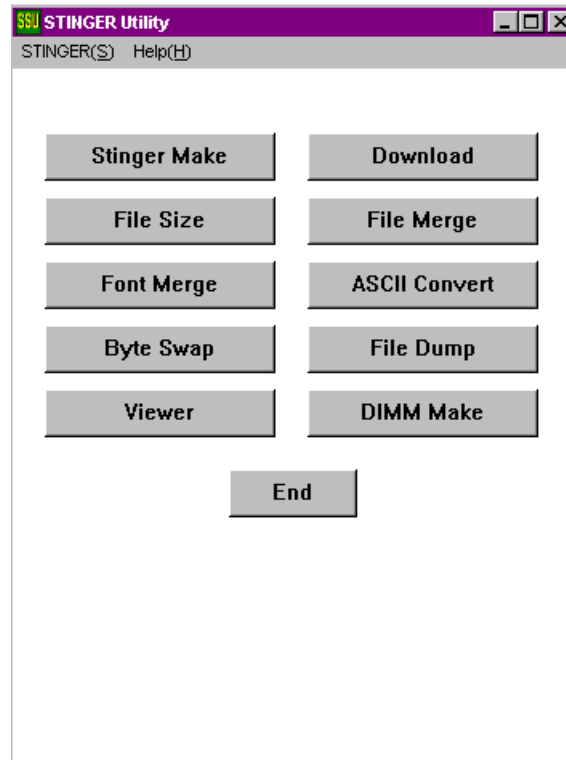 SSU STINGER Utility
STINGER(S) Help(H)
Stinger Make Download
File Size File Merge
Font Merge ASCII Convert
Byte Swap File Dump
Viewer DIMM Make
End